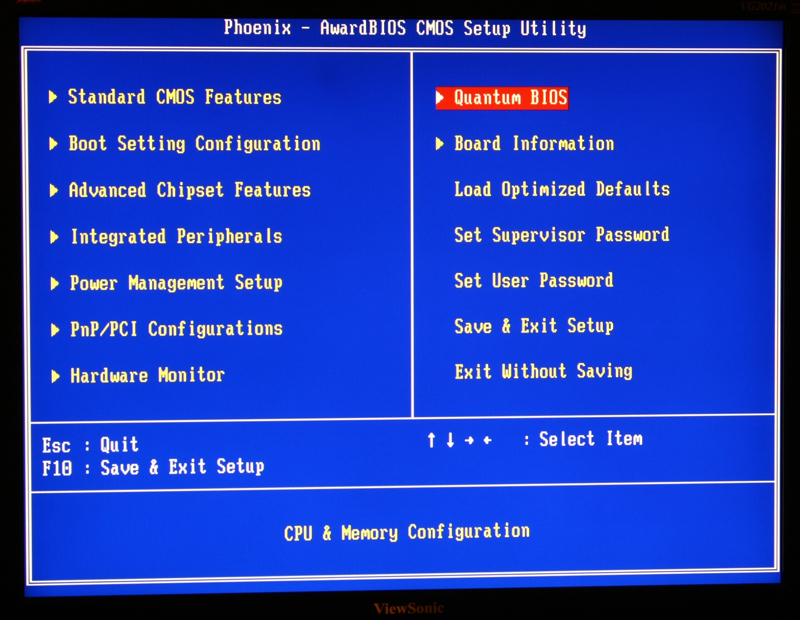 VG2021m
Phoenix - AwardBIOS CMOS Setup Utility
Standard CMOS Features
Boot Setting Configuration
Advanced Chipset Features
Integrated Peripherals
Power Management Setup
PnP/PCI Configurations
Hardware Monitor
Quantum BIOS
Board Information
Load Optimized Defaults
Set Supervisor Password
Set User Password
Save & Exit Setup
Exit Without Saving
Esc : Quit
F10 : Save & Exit Setup
↑ ↓ → ← : Select Item
CPU & Memory Configuration
ViewSonic